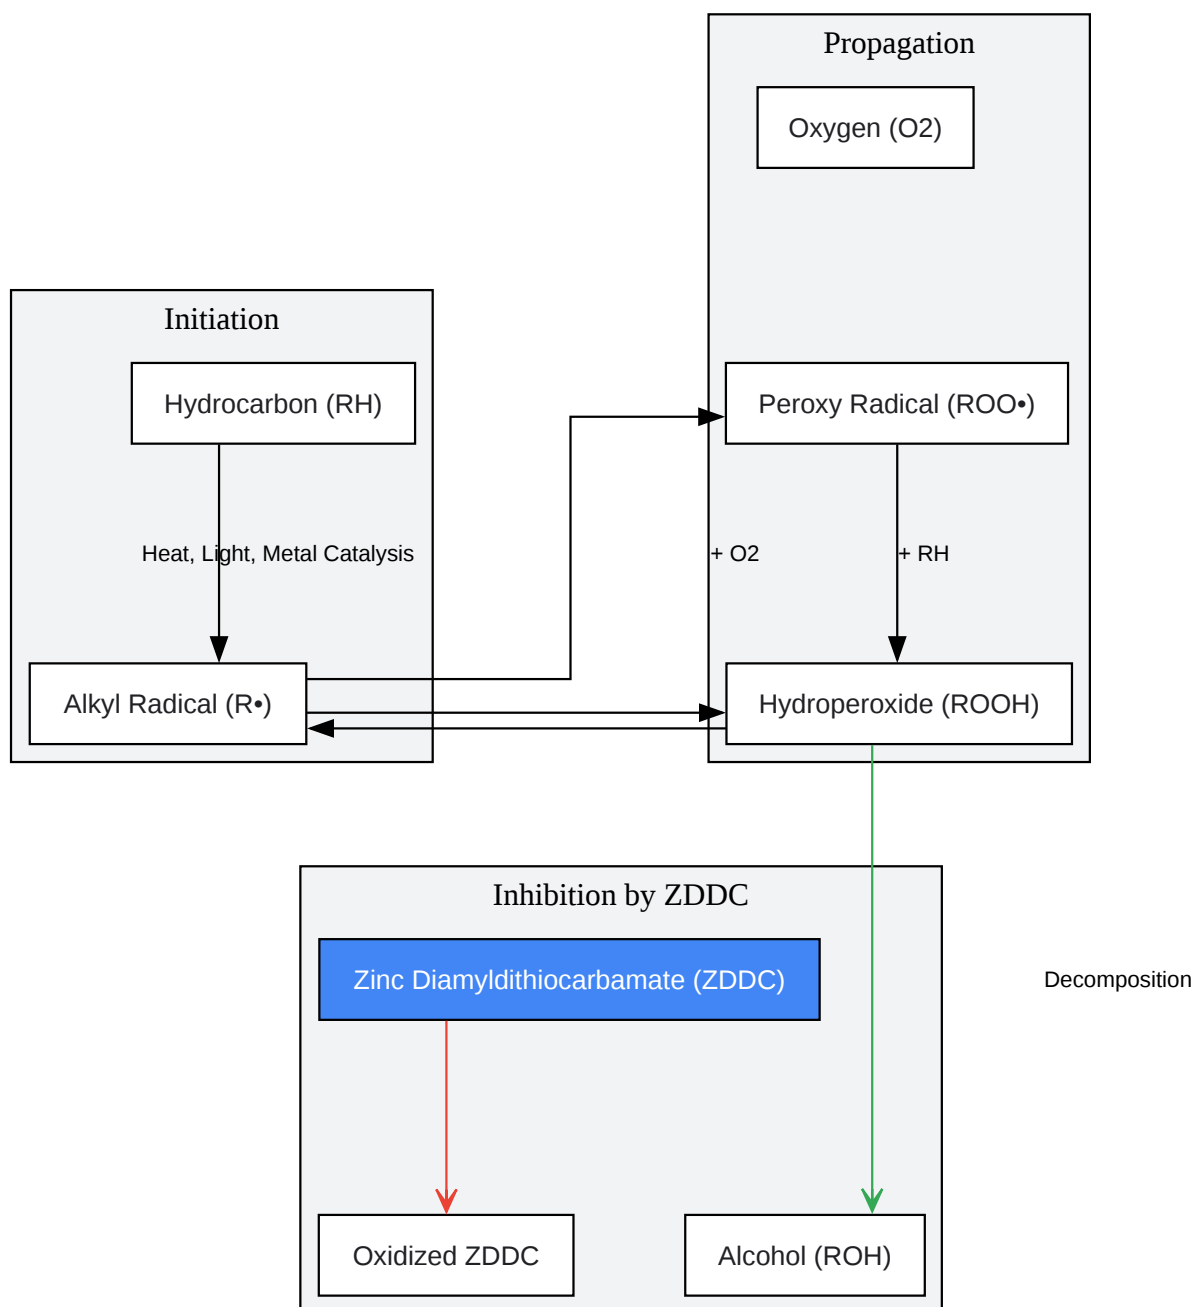 Propagation
Oxygen (O2)
Initiation
Hydrocarbon (RH)
Peroxy Radical (ROO•)
Heat, Light, Metal Catalysis
+ O2
+ RH
Alkyl Radical (R•)
Hydroperoxide (ROOH)
Inhibition by ZDDC
Zinc Diamyldithiocarbamate (ZDDC)
Decomposition
Oxidized ZDDC
Alcohol (ROH)